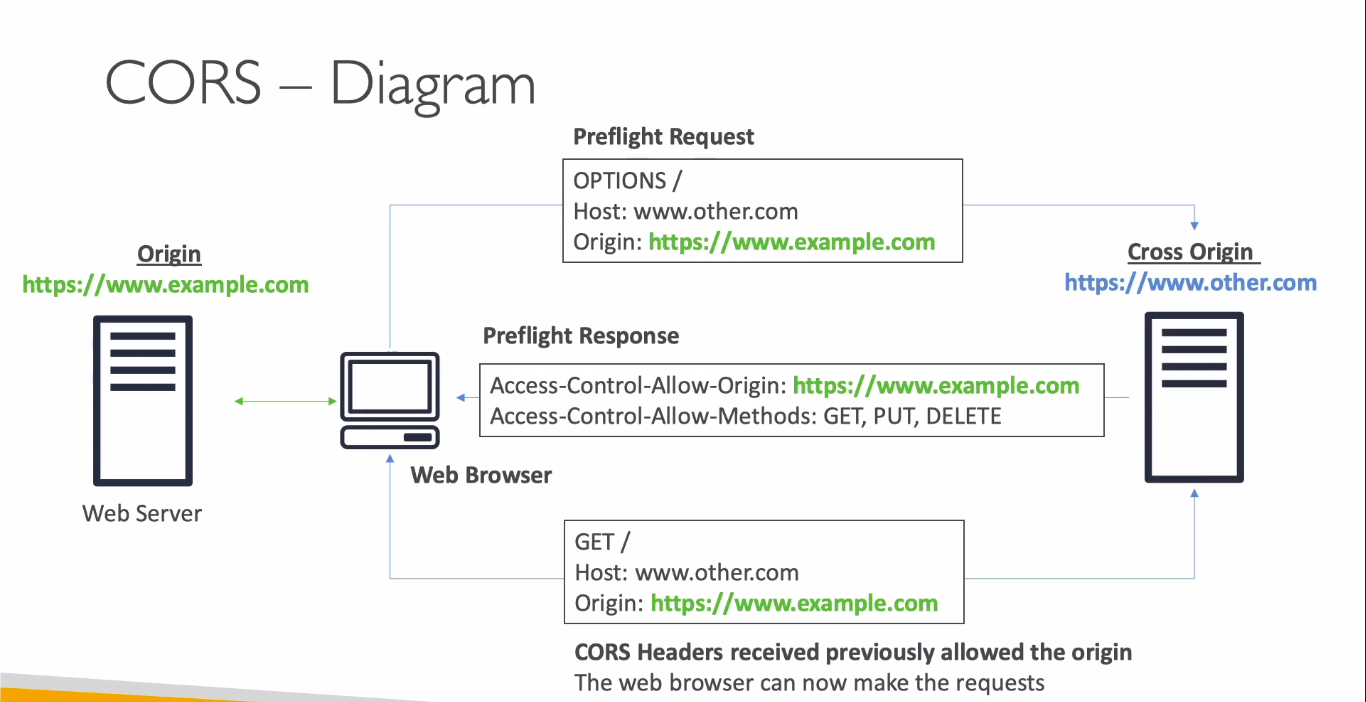 CORS – Diagram
Preflight Request
OPTIONS /
Host: www.other.com
Origin: https://www.example.com
Origin
https://www.example.com
Cross Origin
https://www.other.com
Preflight Response
Access-Control-Allow-Origin: https://www.example.com
Access-Control-Allow-Methods: GET, PUT, DELETE
Web Browser
Web Server
GET /
Host: www.other.com
Origin: https://www.example.com
CORS Headers received previously allowed the origin
The web browser can now make the requests